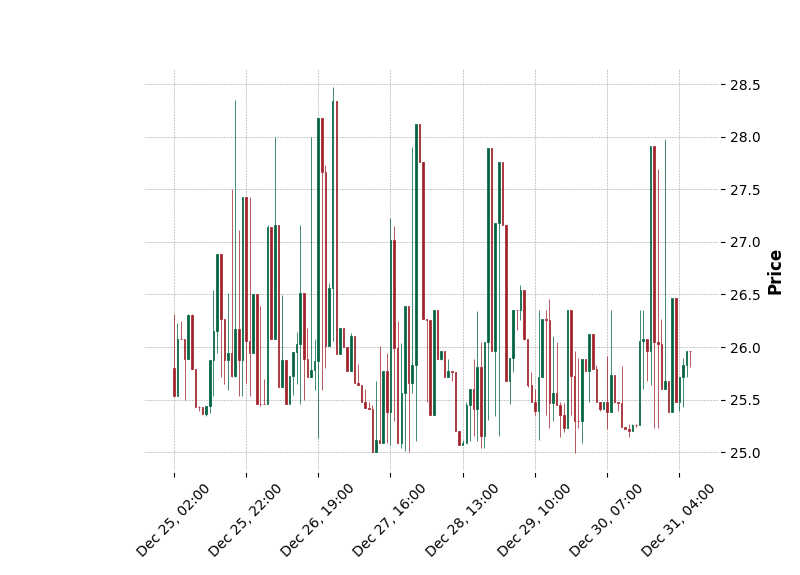 28.5
28.0
27.5
27.0
26.5
26.0
25.5
25.0
Price
Dec 25, 02:00
Dec 25, 22:00
Dec 26, 19:00
Dec 27, 16:00
Dec 28, 13:00
Dec 29, 10:00
Dec 30, 07:00
Dec 31, 04:00